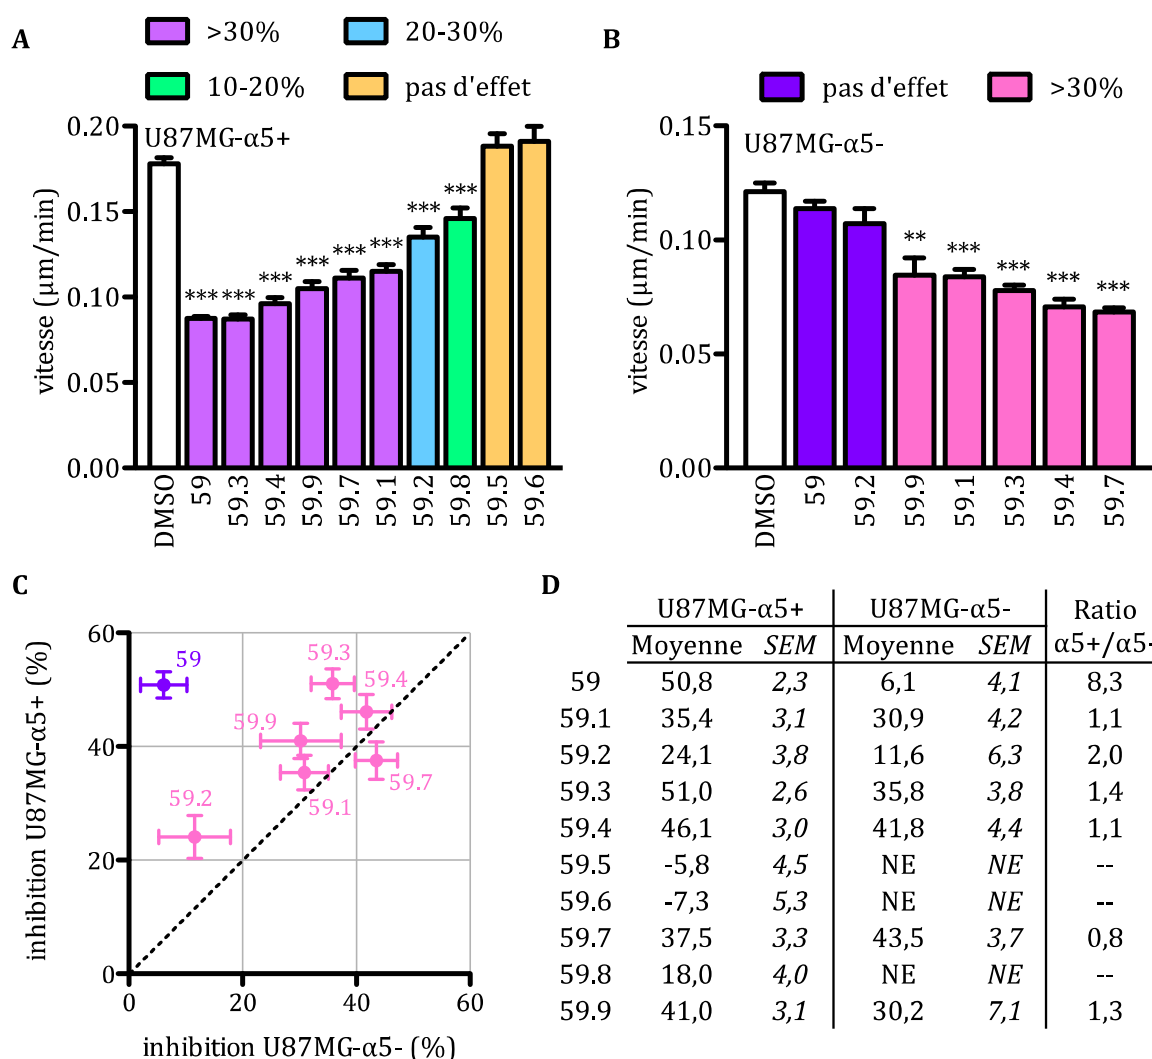 A
>30%
20-30%
10-20%
pas d'effet
U87MG-α5+
vitesse (µm/min)
0.20
0.15
0.10
0.05
0.00
***
***
***
***
***
***
***
***
DMSO
59
59.3
59.4
59.9
59.7
59.1
59.2
59.8
59.5
59.6
B
pas d'effet
>30%
U87MG-α5-
vitesse (µm/min)
0.15
0.10
0.05
0.00
**
***
***
***
***
DMSO
59
59.2
59.9
59.1
59.3
59.4
59.7
C
inhibition U87MG-α5+ (%)
60
40
20
0
59
59.3
59.4
59.9
59.7
59.1
59.2
0
20
40
60
inhibition U87MG-α5- (%)
D
U87MG-α5+ U87MG-α5- Ratio
Moyenne SEM Moyenne SEM α5+/α5-
59 50,8 2,3 6,1 4,1 8,3
59.1 35,4 3,1 30,9 4,2 1,1
59.2 24,1 3,8 11,6 6,3 2,0
59.3 51,0 2,6 35,8 3,8 1,4
59.4 46,1 3,0 41,8 4,4 1,1
59.5 -5,8 4,5 NE NE --
59.6 -7,3 5,3 NE NE --
59.7 37,5 3,3 43,5 3,7 0,8
59.8 18,0 4,0 NE NE --
59.9 41,0 3,1 30,2 7,1 1,3